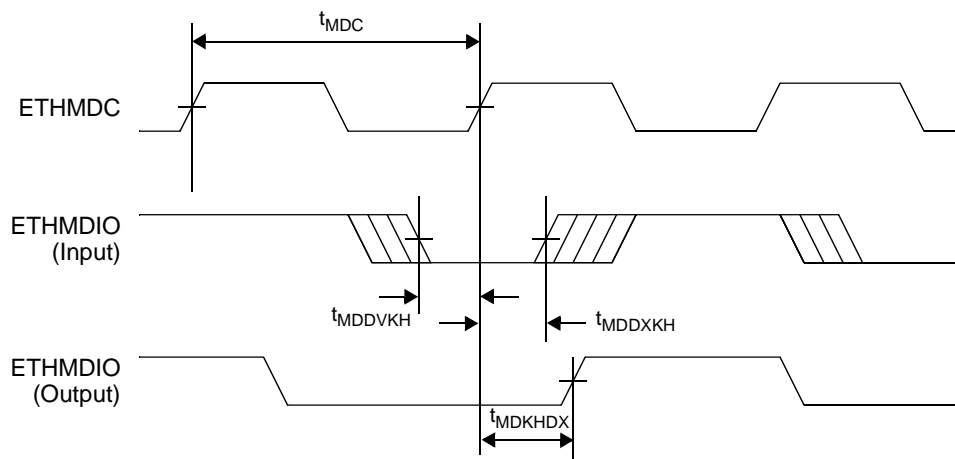 tMDC
ETHMDC
ETHMDIO
(Input)
tMDDVKH
tMDDXKH
ETHMDIO
(Output)
tMDKHDX